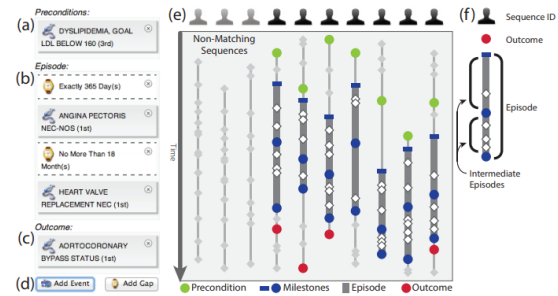 Preconditions:
(a)
DYSLIPIDEMIA, GOAL
LDL BELOW 160 (3rd)
Episode:
(b)
Exactly 365 Day(s)
ANGINA PECTORIS
NEC-NOS (1st)
No More Than 18
Month(s)
HEART VALVE
REPLACEMENT NEC (1st)
Outcome:
(c)
AORTOCORONARY
BYPASS STATUS (1st)
(d)
Add Event
Add Gap
(e)
Non-Matching
Sequences
Time
Precondition
Milestones
Episode
Outcome
(f)
Sequence ID
Outcome
Episode
Intermediate
Episodes